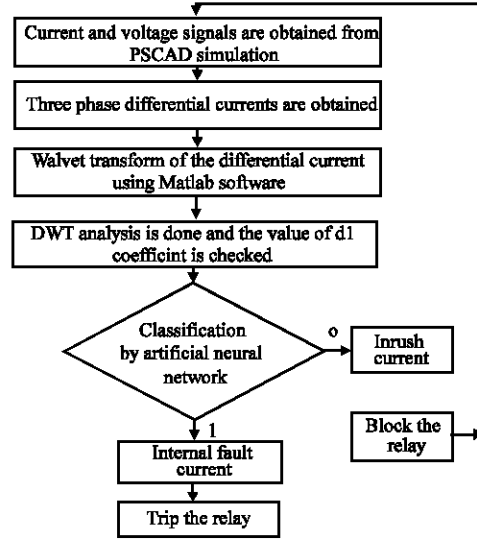 Current and voltage signals are obtained from
PSCAD simulation
Three phase differential currents are obtained
Walvet transform of the differential current
using Matlab software
DWT analysis is done and the value of d1
coefficint is checked
Classification
by artificial neural
network
o
Inrush
current
1
Internal fault
current
Block the
relay
Trip the relay